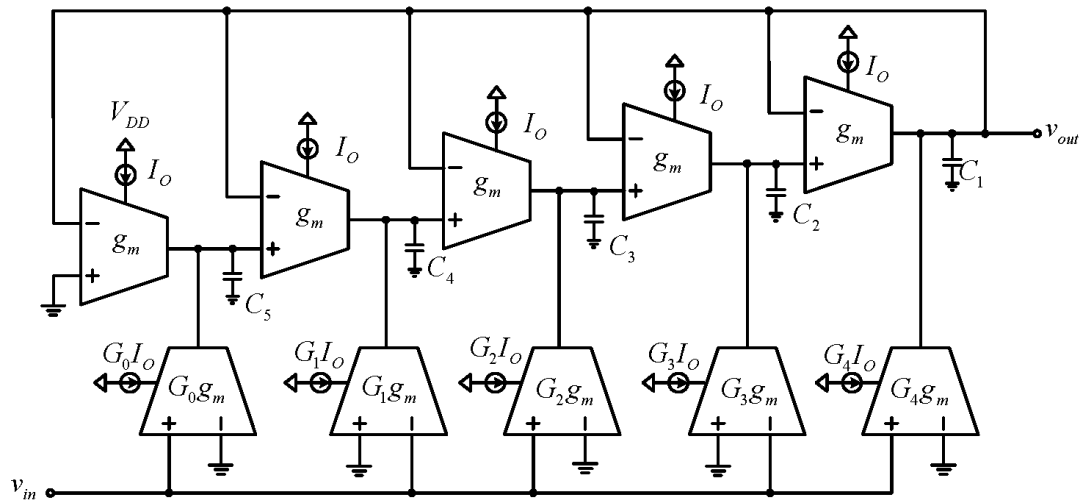 I_O
I_O
I_O
V_DD
I_O
I_O
g_m
g_m
g_m
g_m
g_m
v_out
C_1
C_2
C_3
C_4
C_5
G_0I_O
G_1I_O
G_2I_O
G_3I_O
G_4I_O
G_0g_m
G_1g_m
G_2g_m
G_3g_m
G_4g_m
v_in